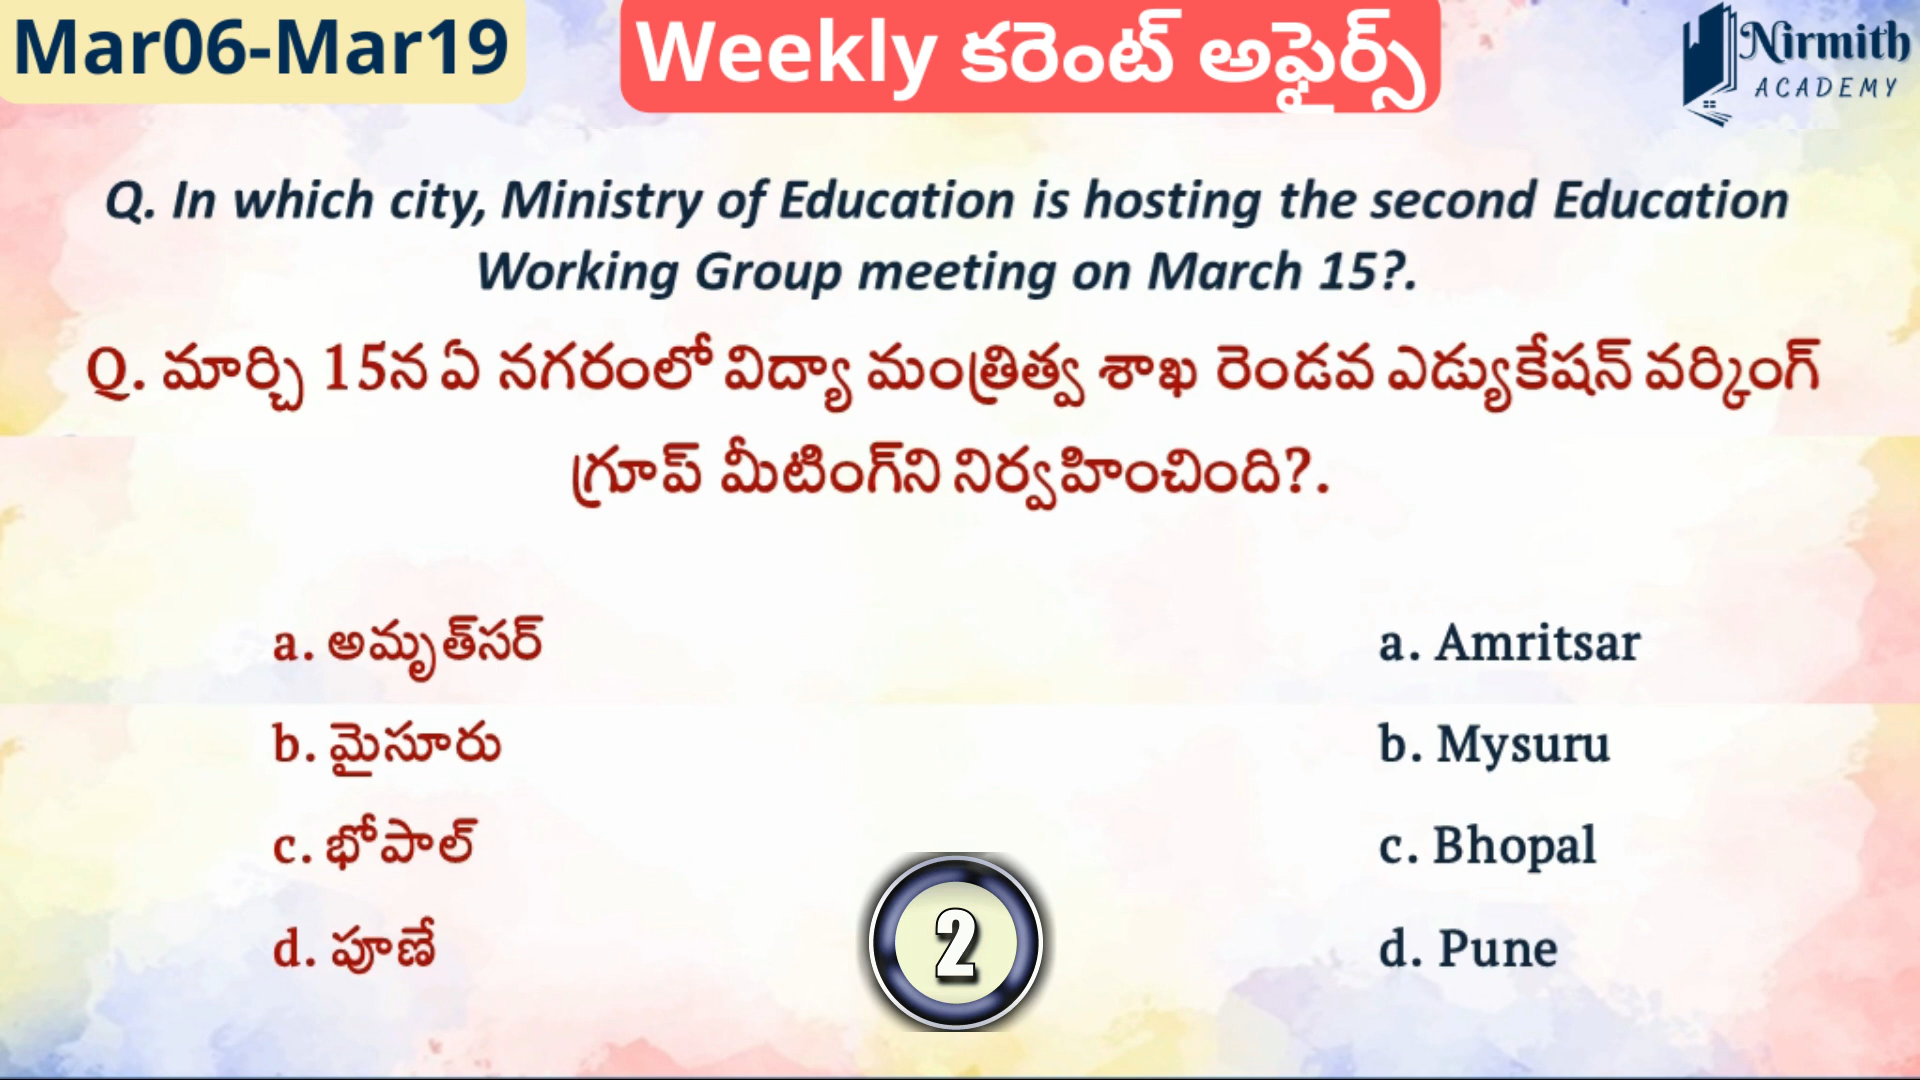 Mar06-Mar19
Weekly కరెంట్ అఫైర్స్
Nirmith
ACADEMY
Q. In which city, Ministry of Education is hosting the second Education
Working Group meeting on March 15?.
Q. మార్చి 15న ఏ నగరంలో విద్యా మంత్రిత్వ శాఖ రెండవ ఎడ్యుకేషన్ వర్కింగ్
గ్రూప్ మీటింగ్‌ని నిర్వహించింది?.
a. అమృత్‌సర్
b. మైసూరు
c. భోపాల్
d. పూణే
a. Amritsar
b. Mysuru
c. Bhopal
d. Pune
2